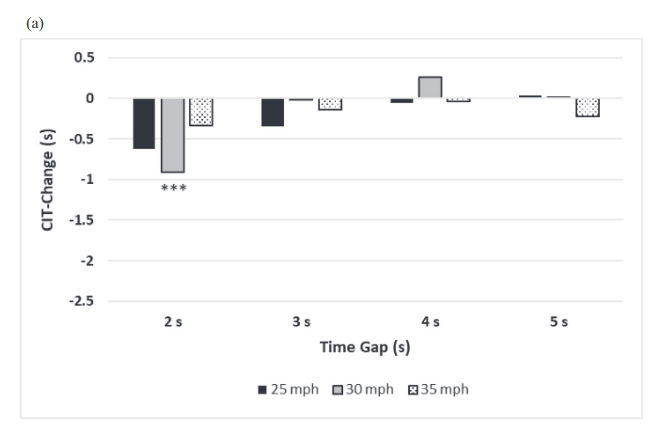 (a)
0.5
0
-0.5
-1
-1.5
-2
-2.5
CIT-Change (s)
***
2 s 3 s 4 s 5 s
Time Gap (s)
25 mph 30 mph 35 mph